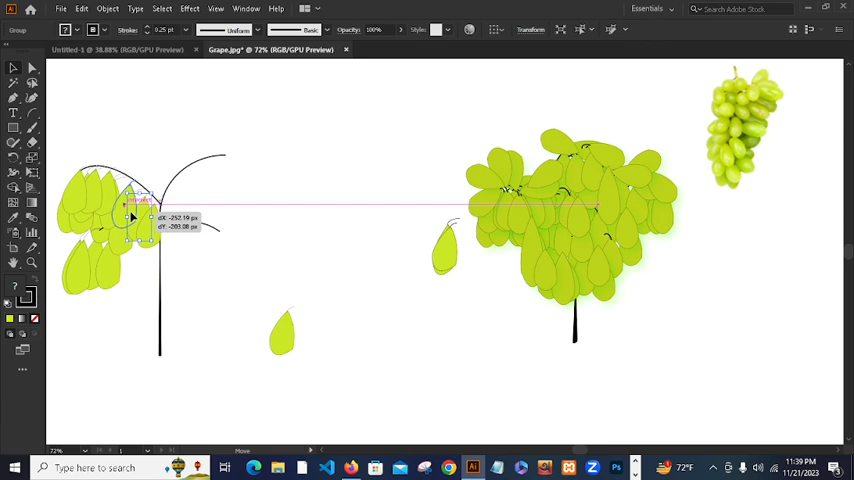 File Edit Object Type Select Effect View Window Help Essentials Search Adobe Stock
Group Stroke: 0.25 pt Uniform Basic Opacity: 100% Style: Transform
Untitled-1 @ 38.88% (RGB/GPU Preview) × Grape.jpg* @ 72% (RGB/GPU Preview) ×
intersect
dX: -252.19 px
dY: -203.08 px
72% 1 Move
Type here to search 72°F 11:39 PM
11/21/2023